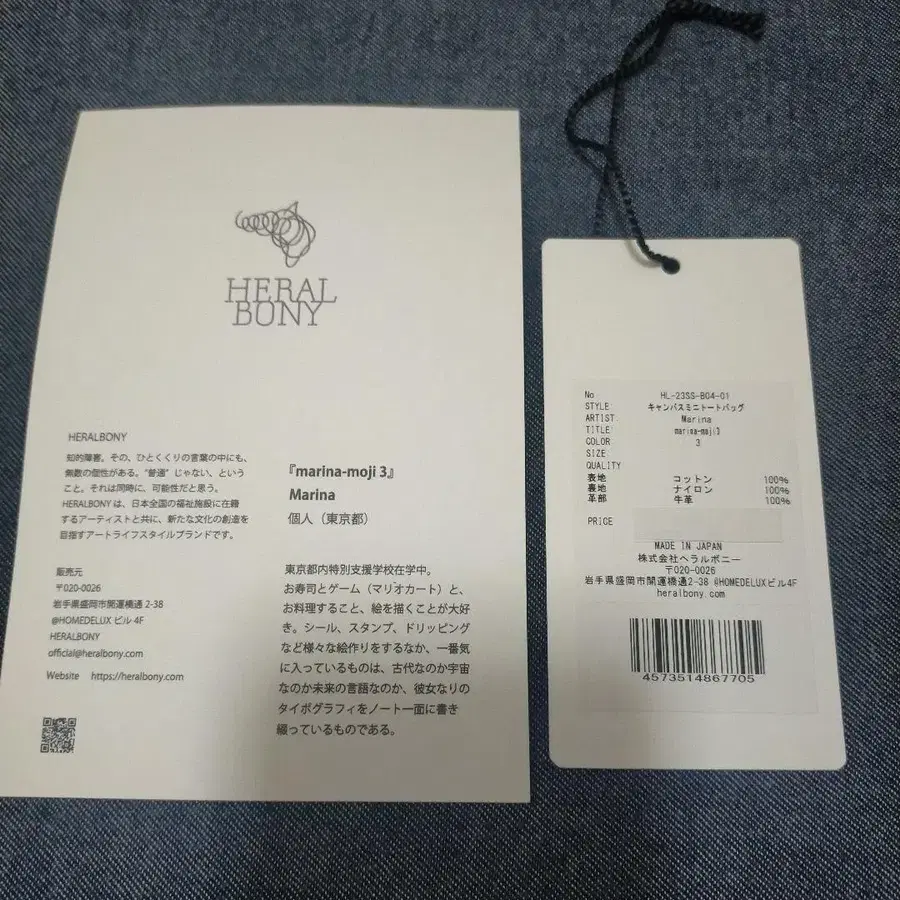 HERAL
BONY
HERALBONY
知的障害。その、ひとくくりの言葉の中にも、
無数の個性がある。“普通”じゃない、という
こと。それは同時に、可能性だと思う。
HERALBONYは、日本全国の福祉施設に在籍
するアーティストと共に、新たな文化の創造を
目指すアートライフスタイルブランドです。
販売元
〒020-0026
岩手県盛岡市開運橋通 2-38
@HOMEDELUX ビル 4F
HERALBONY
official@heralbony.com
Website https://heralbony.com
『marina-moji 3』
Marina
個人（東京都）
東京都内特別支援学校在学中。
お寿司とゲーム（マリオカート）と、
お料理すること、絵を描くことが大好
き。シール、スタンプ、ドリッピング
など様々な絵作りをするなか、一番気
に入っているものは、古代なのか宇宙
なのか未来の言語なのか、彼女なりの
タイポグラフィをノート一面に書き
綴っているものである。
No HL-23SS-B04-01
STYLE キャンバスミニトートバッグ
ARTIST Marina
TITLE marina-moji3
COLOR 3
SIZE
QUALITY
表地 コットン 100%
裏地 ナイロン 100%
革部 牛革 100%
PRICE
MADE IN JAPAN
株式会社ヘラルボニー
〒020-0026
岩手県盛岡市開運橋通2-38 @HOMEDELUXビル4F
heralbony.com
4573514867705